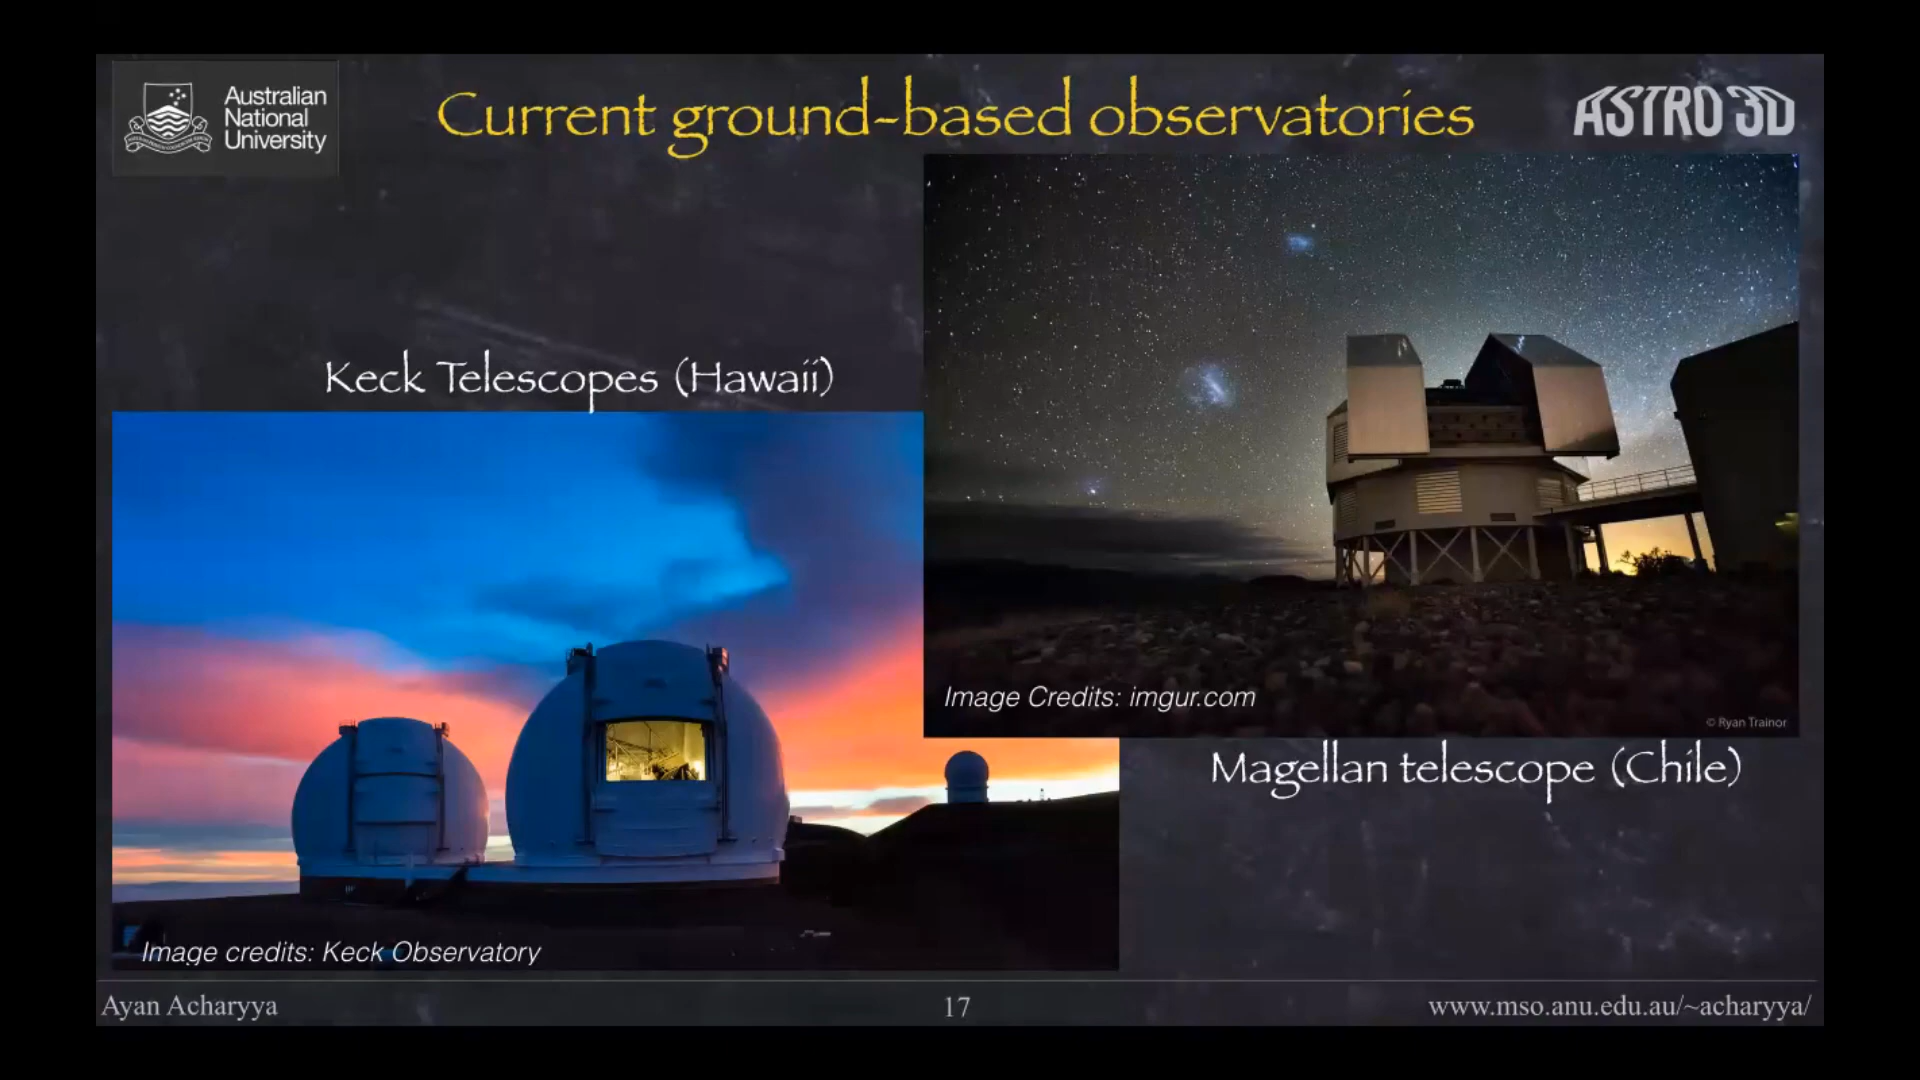 Australian
National
University
Current ground-based observatories
ASTRO 3D
Keck Telescopes (Hawaii)
Image Credits: imgur.com
© Ryan Trainor
Magellan telescope (Chile)
Image credits: Keck Observatory
Ayan Acharyya
17
www.mso.anu.edu.au/~acharyya/